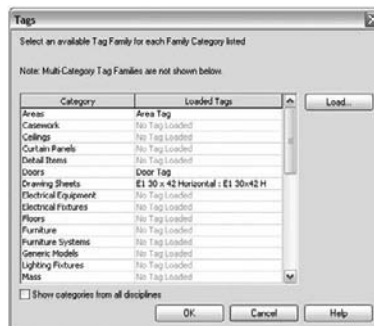 Tags
Select an available Tag Family for each Family Category listed
Note: Multi-Category Tag Families are not shown below
Category Loaded Tags
Load...
Areas Area Tag
Casework No Tag Loaded
Ceilings No Tag Loaded
Curtain Panels No Tag Loaded
Detail Items No Tag Loaded
Doors Door Tag
Drawing Sheets E1 30 x 42 Horizontal : E1 30x42 H
Electrical Equipment No Tag Loaded
Electrical Fixtures No Tag Loaded
Floors No Tag Loaded
Furniture No Tag Loaded
Furniture Systems No Tag Loaded
Generic Models No Tag Loaded
Lighting Fixtures No Tag Loaded
Mass No Tag Loaded
Show categories from all disciplines
OK Cancel Help